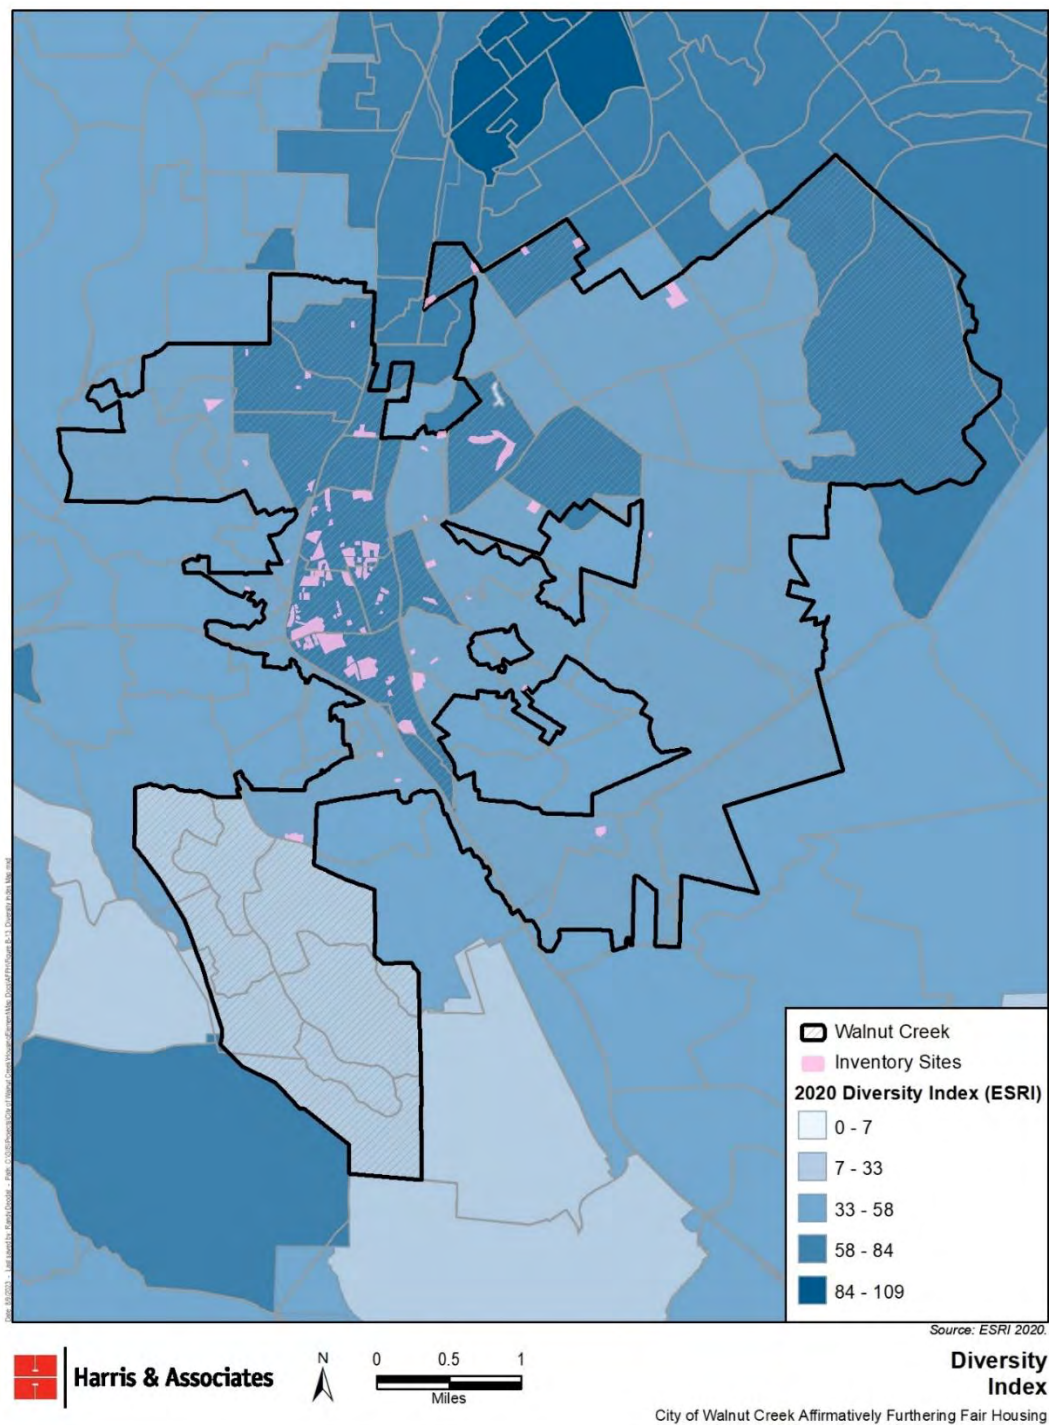 Walnut Creek
Inventory Sites
2020 Diversity Index (ESRI)
0 - 7
7 - 33
33 - 58
58 - 84
84 - 109
Source: ESRI 2020.
Harris & Associates
N
0 0.5 1
Miles
Diversity
Index
City of Walnut Creek Affirmatively Furthering Fair Housing